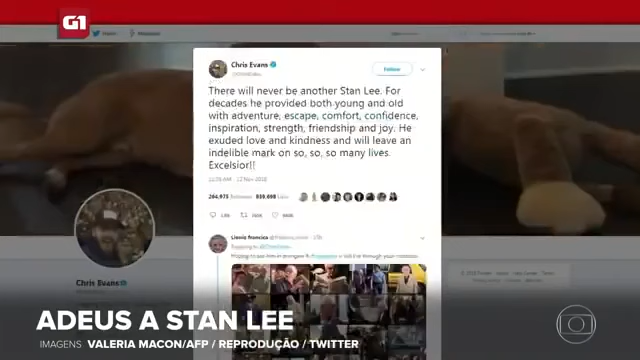 G1
Chris Evans
Follow
There will never be another Stan Lee. For
decades he provided both young and old
with adventure, escape, comfort, confidence,
inspiration, strength, friendship and joy. He
exuded love and kindness and will leave an
indelible mark on so, so, so many lives.
Excelsior!!
12 Nov 2018
Chris Evans
ADEUS A STAN LEE
IMAGENS VALERIA MACON/AFP / REPRODUÇÃO / TWITTER